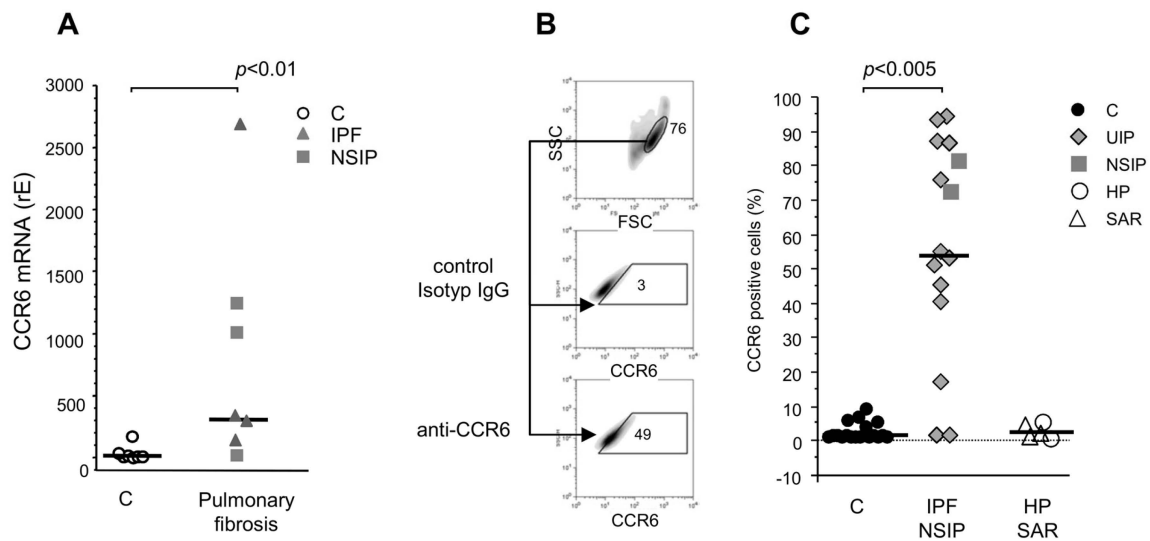 A
p<0.01
3000
2500
2000
1500
1000
500
0
CCR6 mRNA (rE)
C
IPF
NSIP
C
Pulmonary
fibrosis
B
SSC
76
FSC
control
Isotyp IgG
3
CCR6
anti-CCR6
49
CCR6
C
p<0.005
100
90
80
70
60
50
40
30
20
10
0
-10
CCR6 positive cells (%)
C
UIP
NSIP
HP
SAR
C
IPF
NSIP
HP
SAR